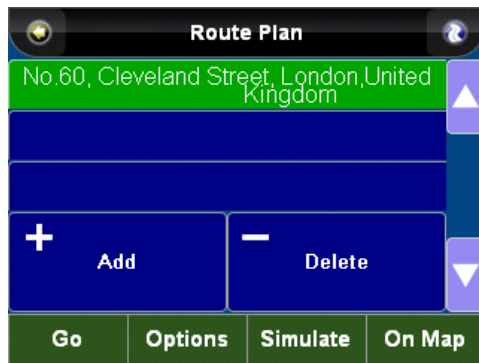 Route Plan
No.60, Cleveland Street, London,United
Kingdom
Add
Delete
Go
Options
Simulate
On Map